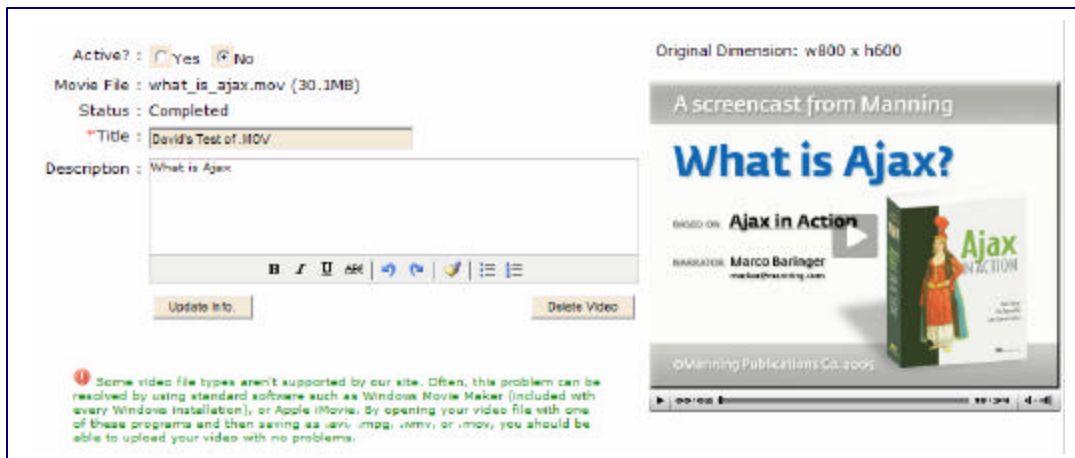 Active? : Yes No
Movie File : what_is_ajax.mov (30.1MB)
Status : Completed
*Title : David's Test of .MOV
Description : What is Ajax
B I U ABC
Update Info. Delete Video
Some video file types aren't supported by our site. Often, this problem can be
resolved by using standard software such as Windows Movie Maker (included with
every Windows installation), or Apple iMovie. By opening your video file with one
of these programs and then saving as .avi, .mpg, .wmv, or .mov, you should be
able to upload your video with no problems.
Original Dimension: w800 x h600
A screencast from Manning
What is Ajax?
BASED ON: Ajax in Action
NARRATOR: Marco Baringer
Ajax
IN ACTION
©Manning Publications Co. 2005